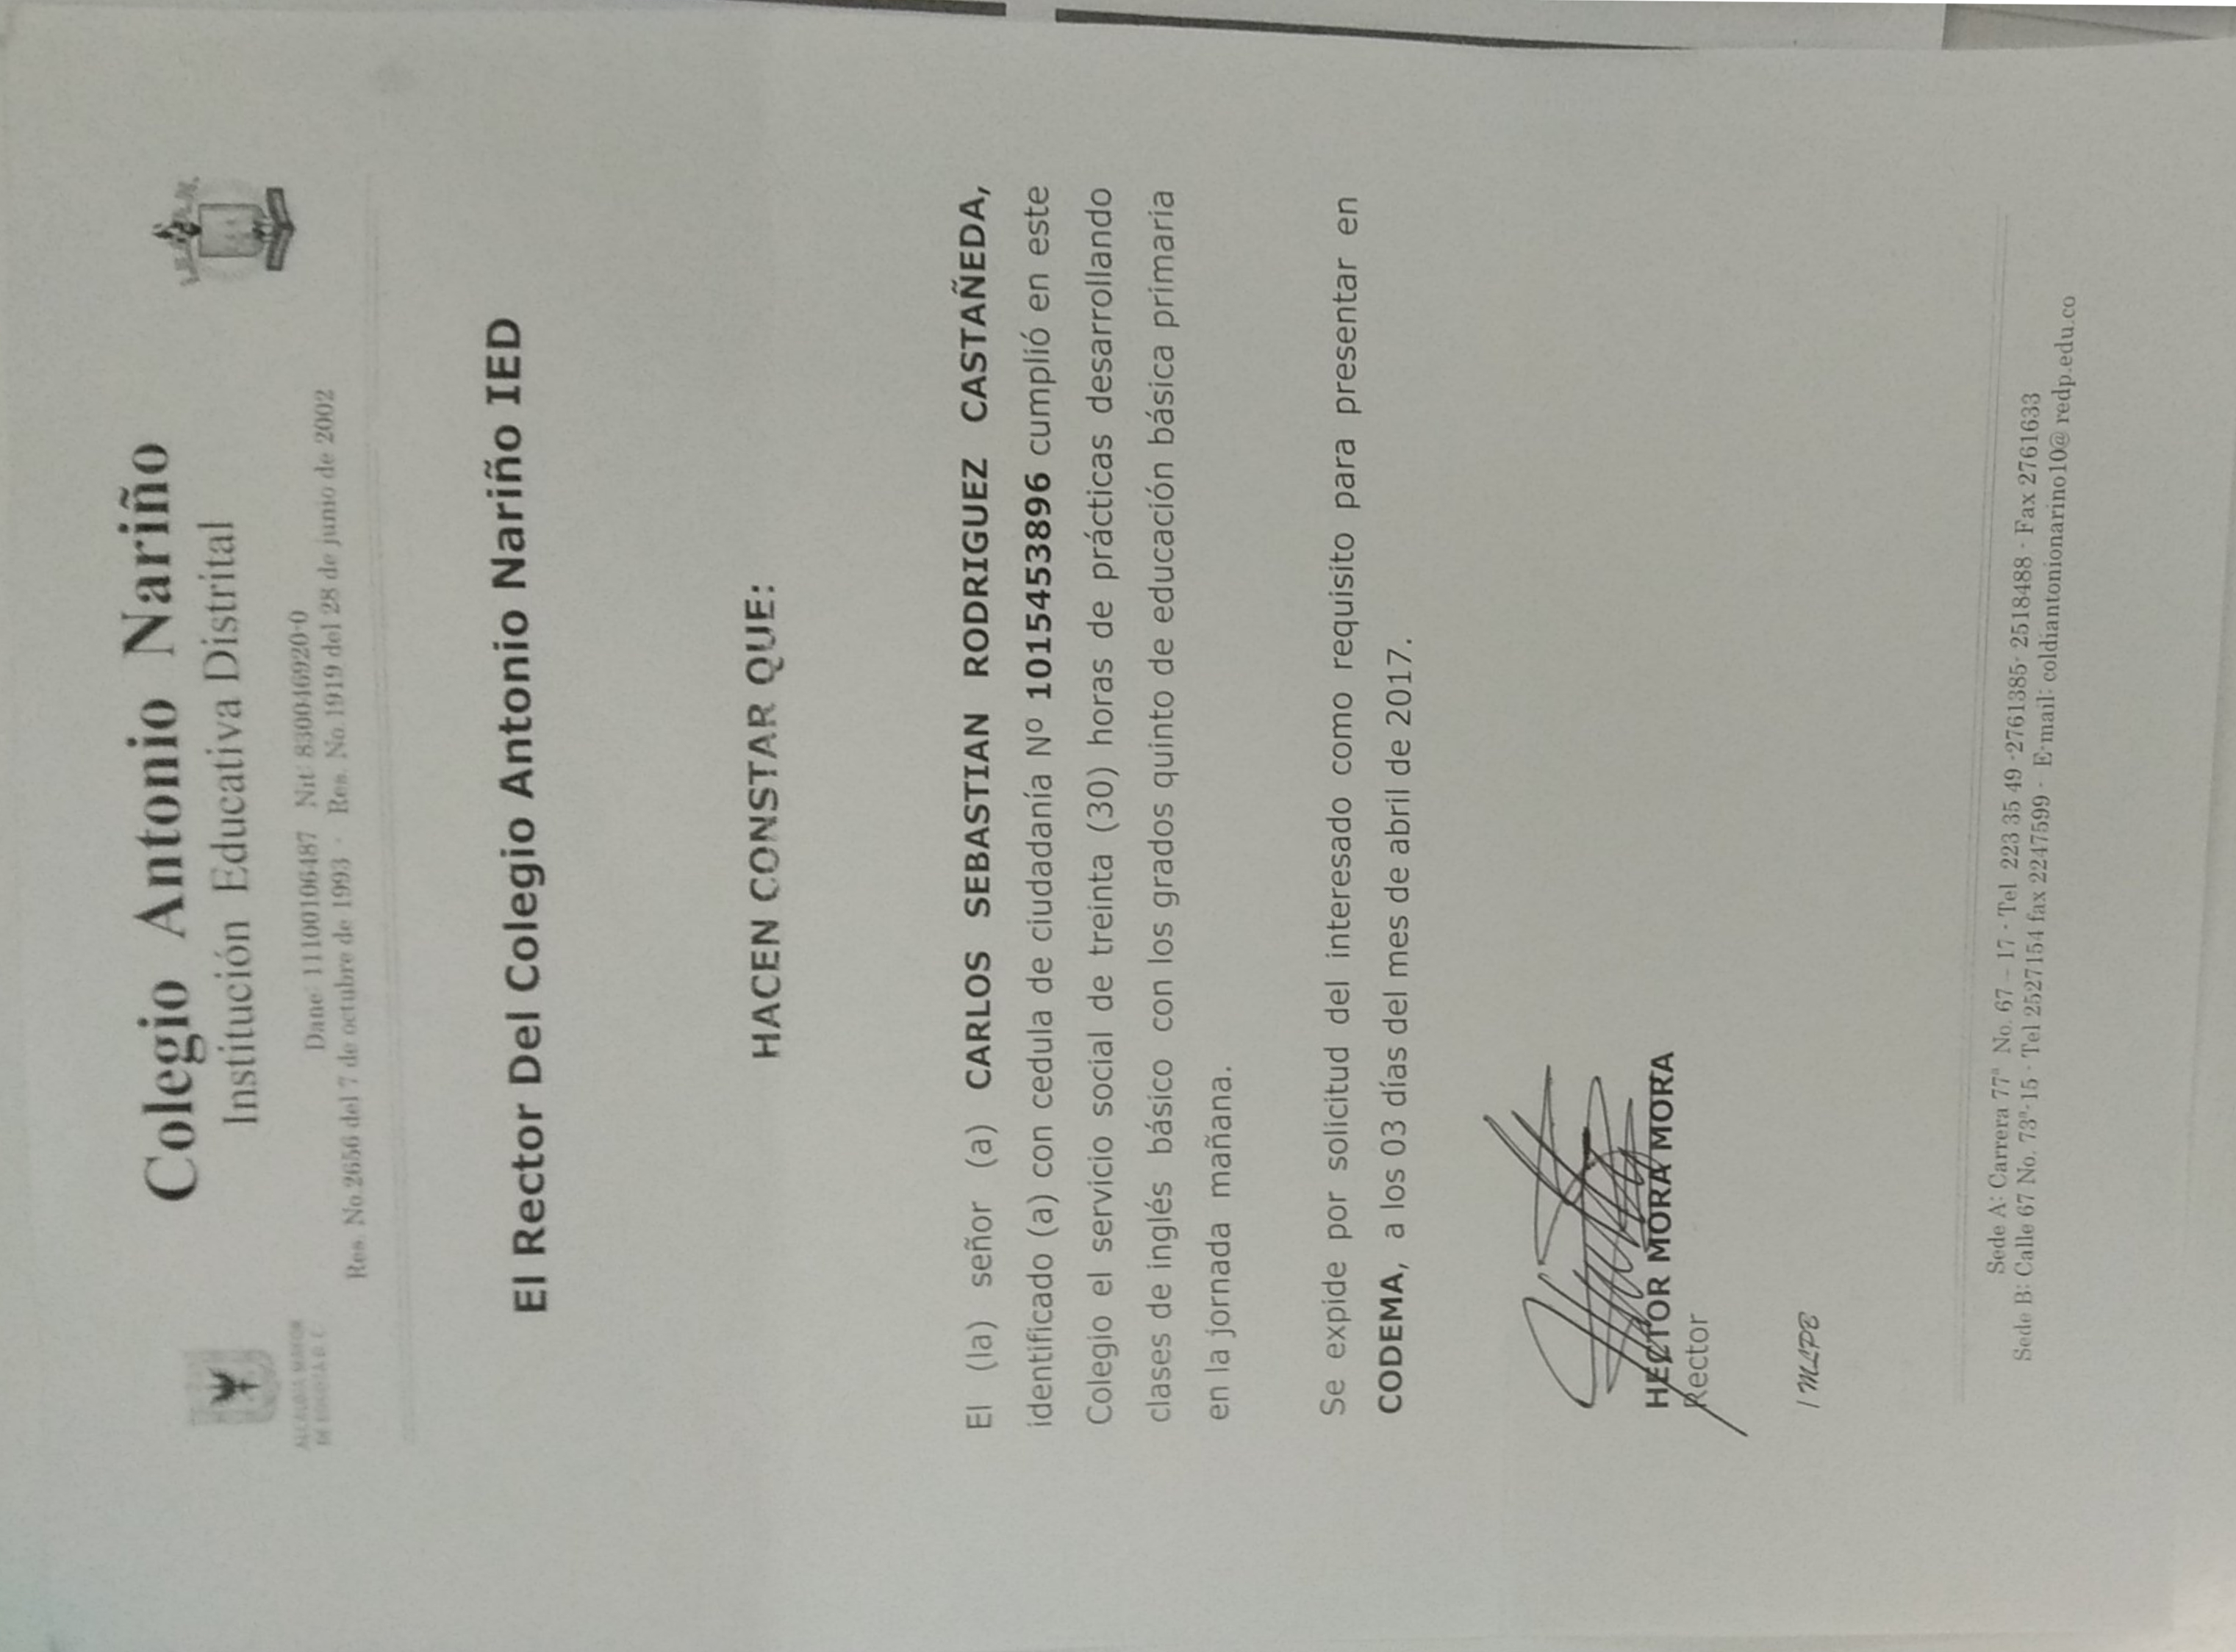 Colegio Antonio Nariño
Institución Educativa Distrital
Dane: 11100106487 Nit: 830046920-0
Res. No.2656 del 7 de octubre de 1993 - Res. No.1919 del 28 de junio de 2002
ALCALDIA MAYOR
DE BOGOTA D.C
El Rector Del Colegio Antonio Nariño IED
HACEN CONSTAR QUE:
El (la) señor (a) CARLOS SEBASTIAN RODRIGUEZ CASTAÑEDA,
identificado (a) con cedula de ciudadanía Nº 1015453896 cumplió en este
Colegio el servicio social de treinta (30) horas de prácticas desarrollando
clases de inglés básico con los grados quinto de educación básica primaria
en la jornada mañana.
Se expide por solicitud del interesado como requisito para presentar en
CODEMA, a los 03 días del mes de abril de 2017.
HECTOR MORA MORA
Rector
/ MLPB
Sede A: Carrera 77ª No. 67 – 17 - Tel 223 35 49 -2761385- 2518488 - Fax 2761633
Sede B: Calle 67 No. 73ª-15 - Tel 2527154 fax 2247599 - E-mail: coldiantonionarino10@redp.edu.co